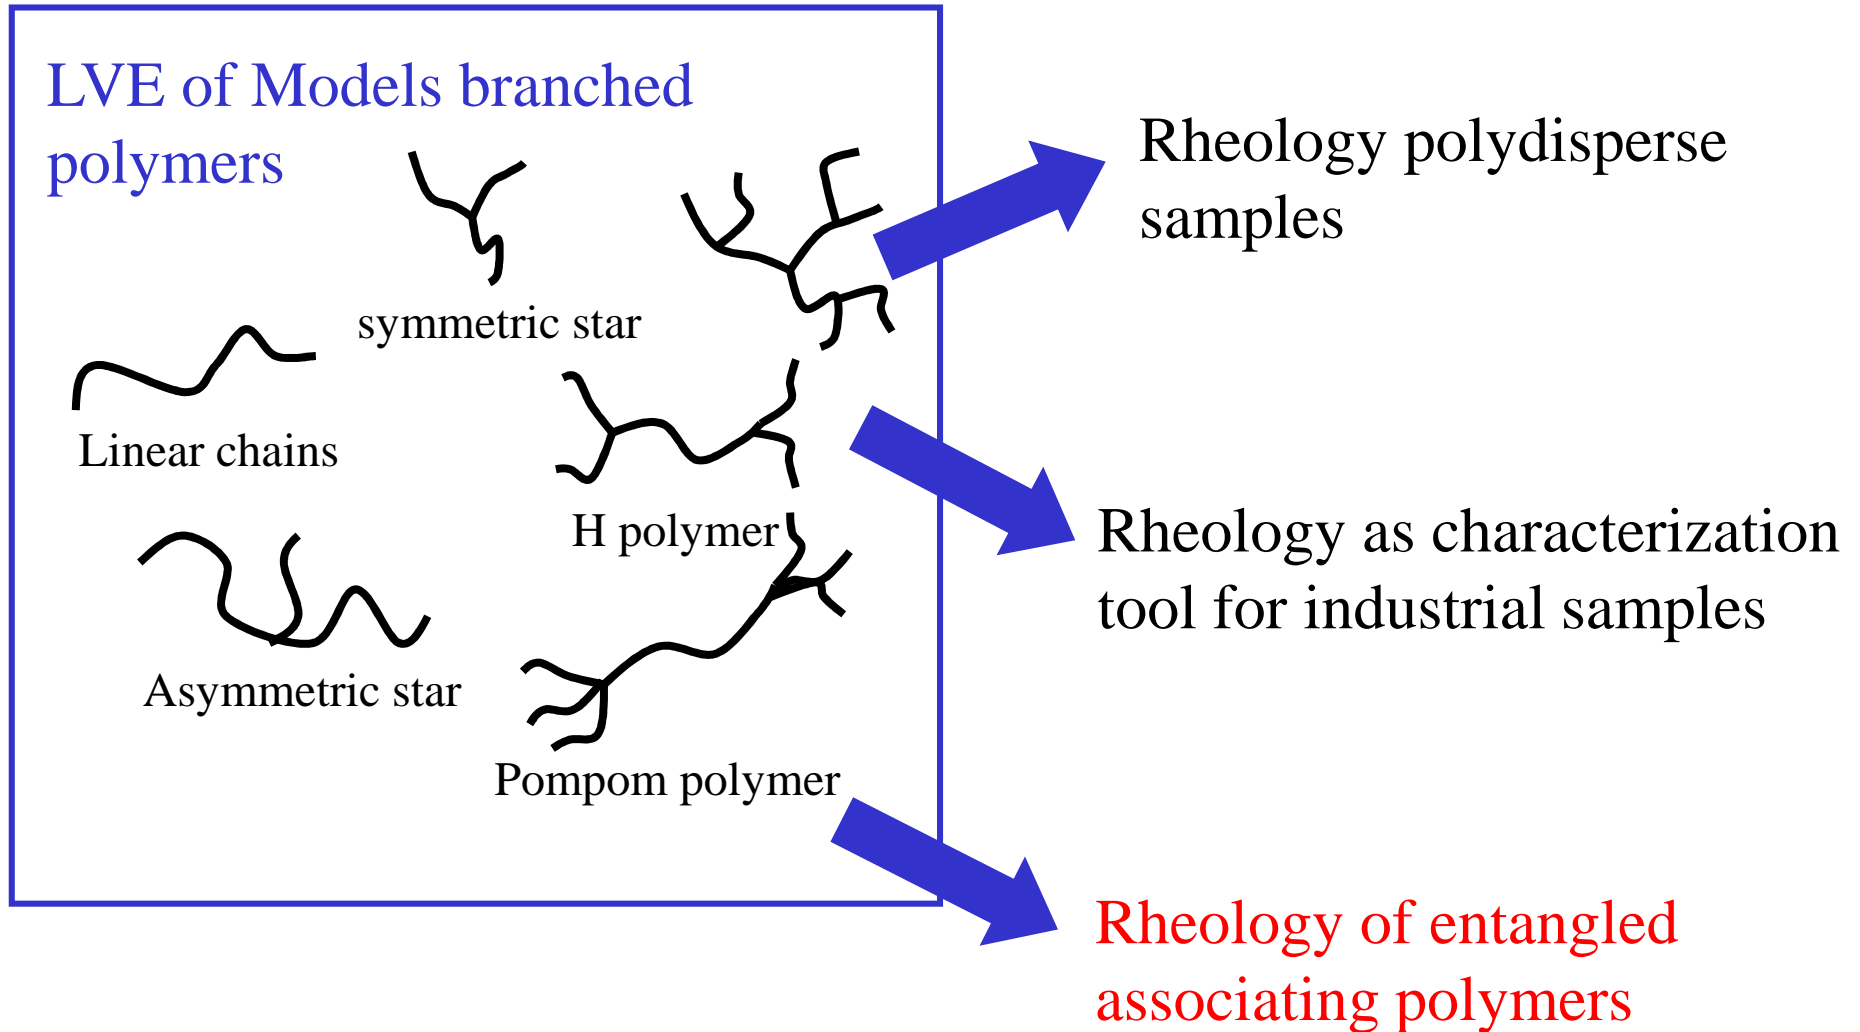 LVE of Models branched
polymers
symmetric star
Linear chains
H polymer
Asymmetric star
Pompom polymer
Rheology polydisperse
samples
Rheology as characterization
tool for industrial samples
Rheology of entangled
associating polymers